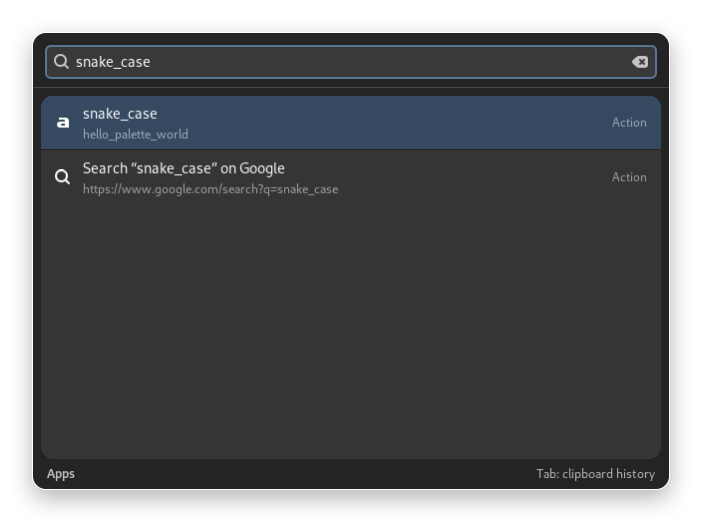 snake_case
snake_case
hello_palette_world
Action
Search “snake_case” on Google
https://www.google.com/search?q=snake_case
Action
Apps
Tab: clipboard history